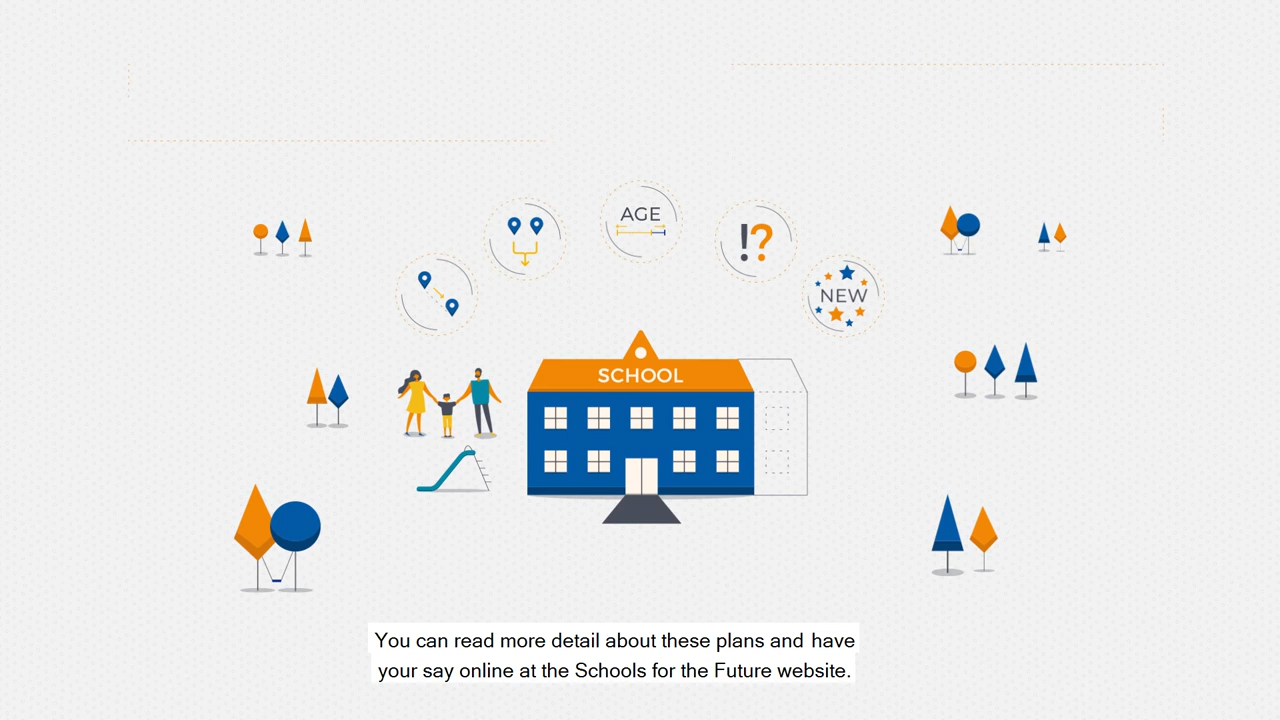 AGE
!?
NEW
SCHOOL
You can read more detail about these plans and have
your say online at the Schools for the Future website.